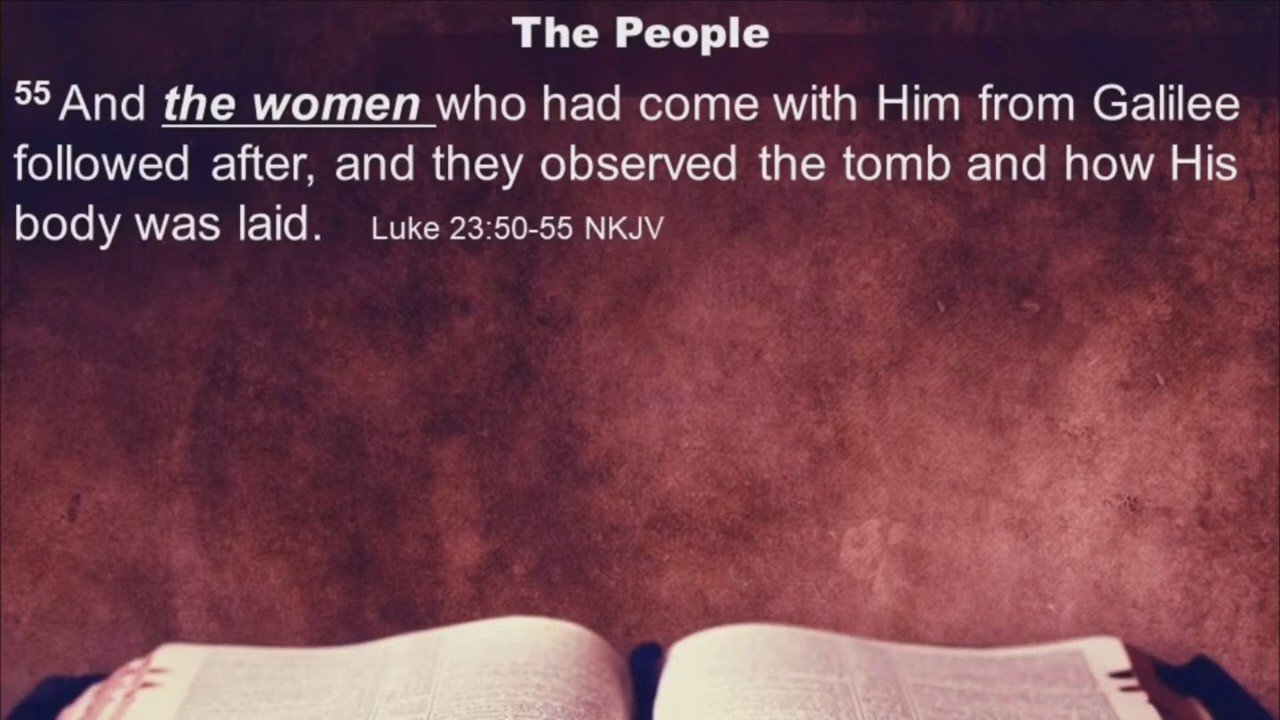 The People
55 And the women who had come with Him from Galilee
followed after, and they observed the tomb and how His
body was laid. Luke 23:50-55 NKJV